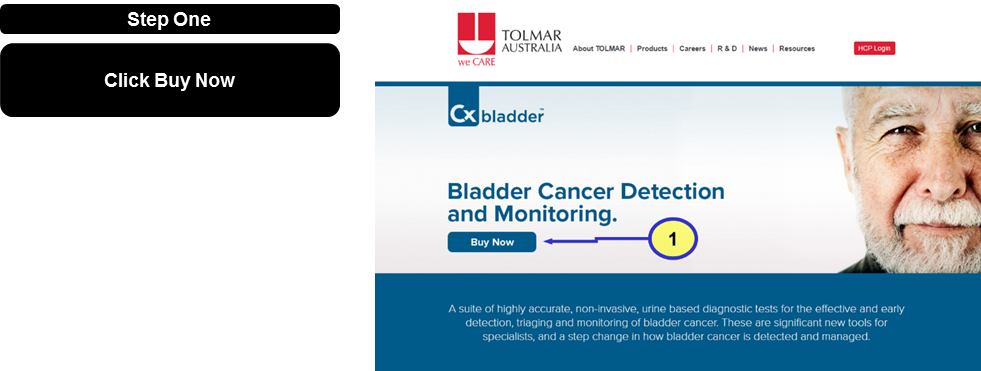 Step One
Click Buy Now
TOLMAR
AUSTRALIA
we CARE
About TOLMAR | Products | Careers | R & D | News | Resources
HCP Login
Cxbladder™
Bladder Cancer Detection
and Monitoring.
Buy Now
1
A suite of highly accurate, non-invasive, urine based diagnostic tests for the effective and early
detection, triaging and monitoring of bladder cancer. These are significant new tools for
specialists, and a step change in how bladder cancer is detected and managed.